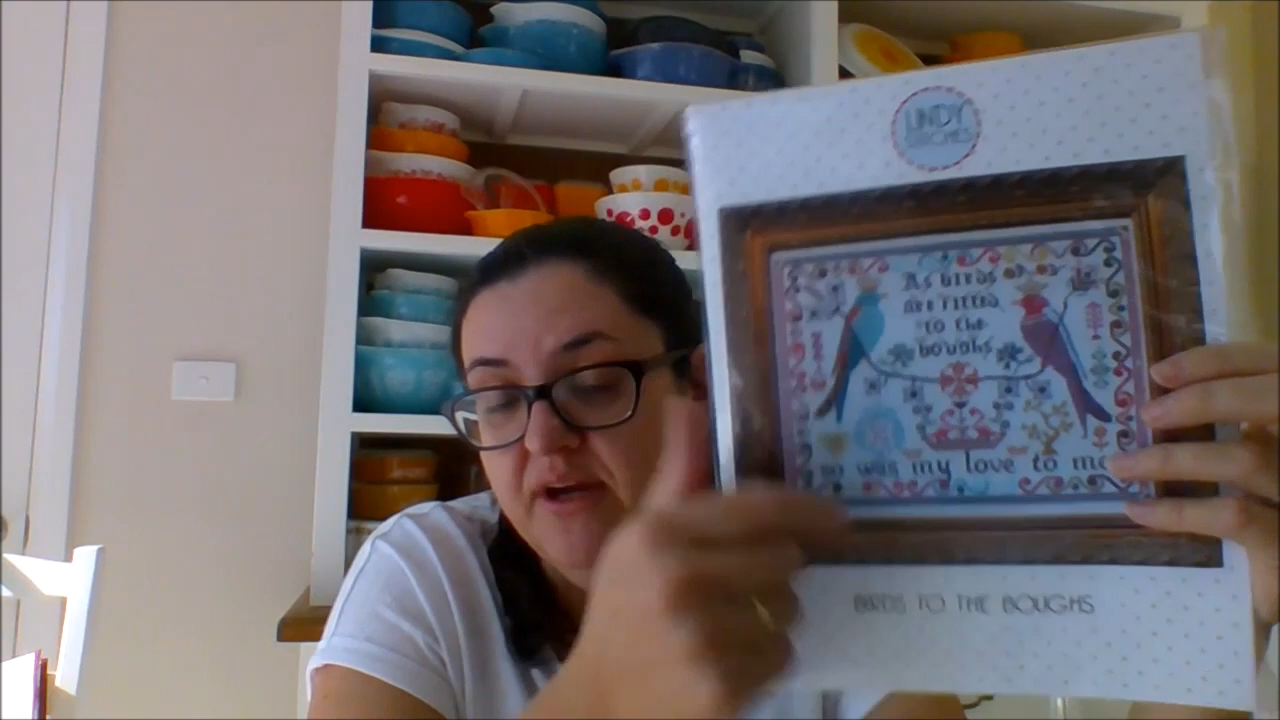 LINDY
STITCHES
As birds
are fitted
to the
boughs
so was my love to me
BIRDS TO THE BOUGHS